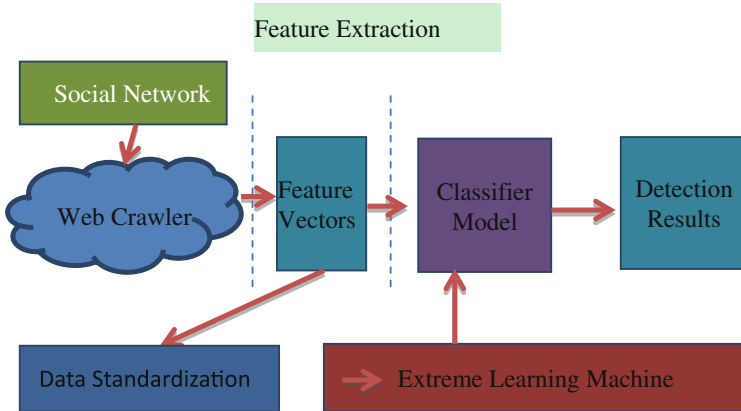 Feature Extraction
Social Network
Web Crawler
Feature
Vectors
Classifier
Model
Detection
Results
Data Standardization
Extreme Learning Machine